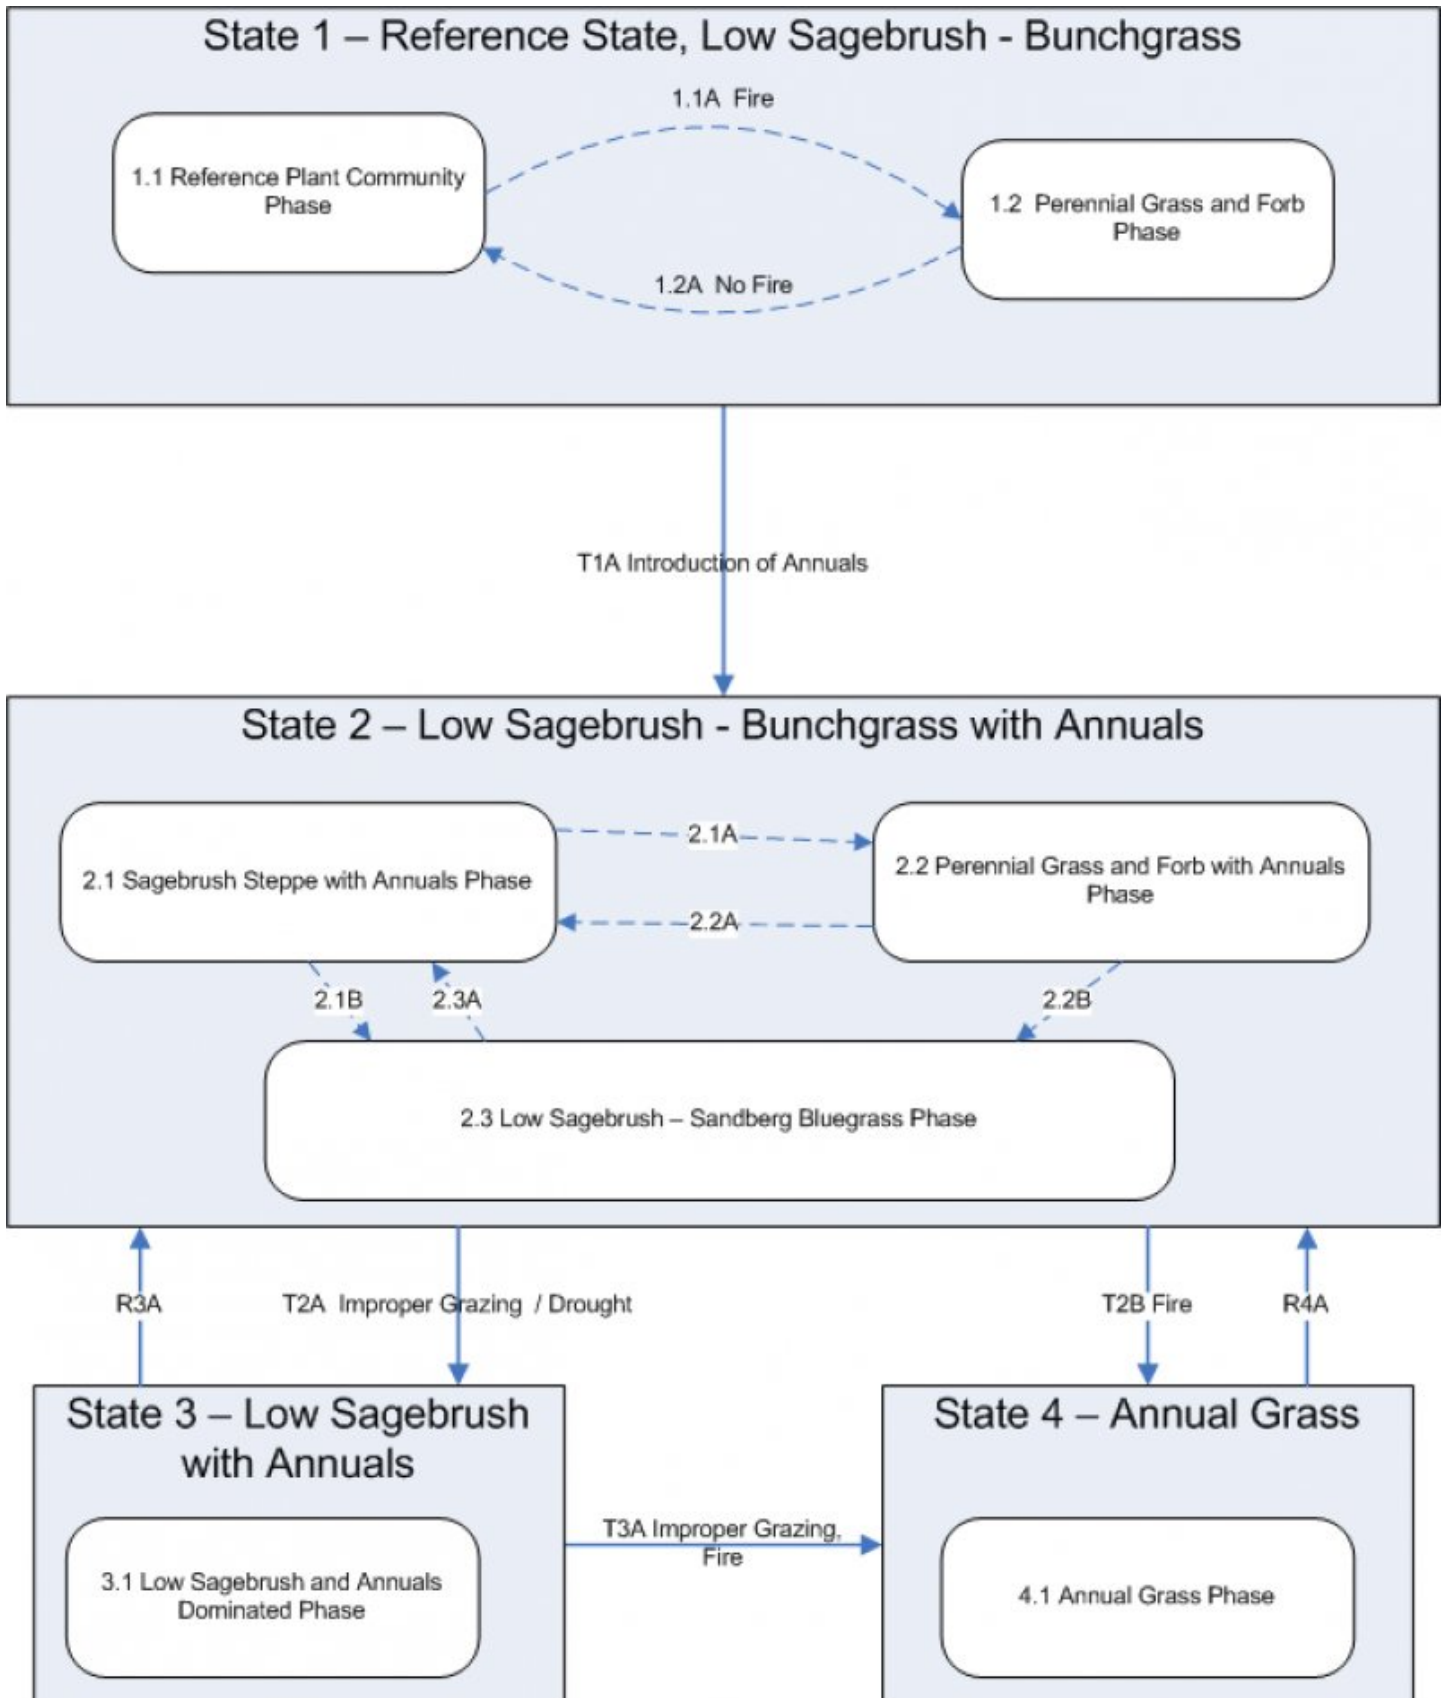 State 1 – Reference State, Low Sagebrush - Bunchgrass
1.1A  Fire
1.1 Reference Plant Community
Phase
1.2  Perennial Grass and Forb
Phase
1.2A  No Fire
T1A Introduction of Annuals
State 2 – Low Sagebrush - Bunchgrass with Annuals
2.1A
2.1 Sagebrush Steppe with Annuals Phase
2.2 Perennial Grass and Forb with Annuals
Phase
2.2A
2.1B
2.3A
2.2B
2.3 Low Sagebrush – Sandberg Bluegrass Phase
R3A
T2A  Improper Grazing  / Drought
T2B Fire
R4A
State 3 – Low Sagebrush
with Annuals
State 4 – Annual Grass
T3A Improper Grazing,
Fire
3.1 Low Sagebrush and Annuals
Dominated Phase
4.1 Annual Grass Phase